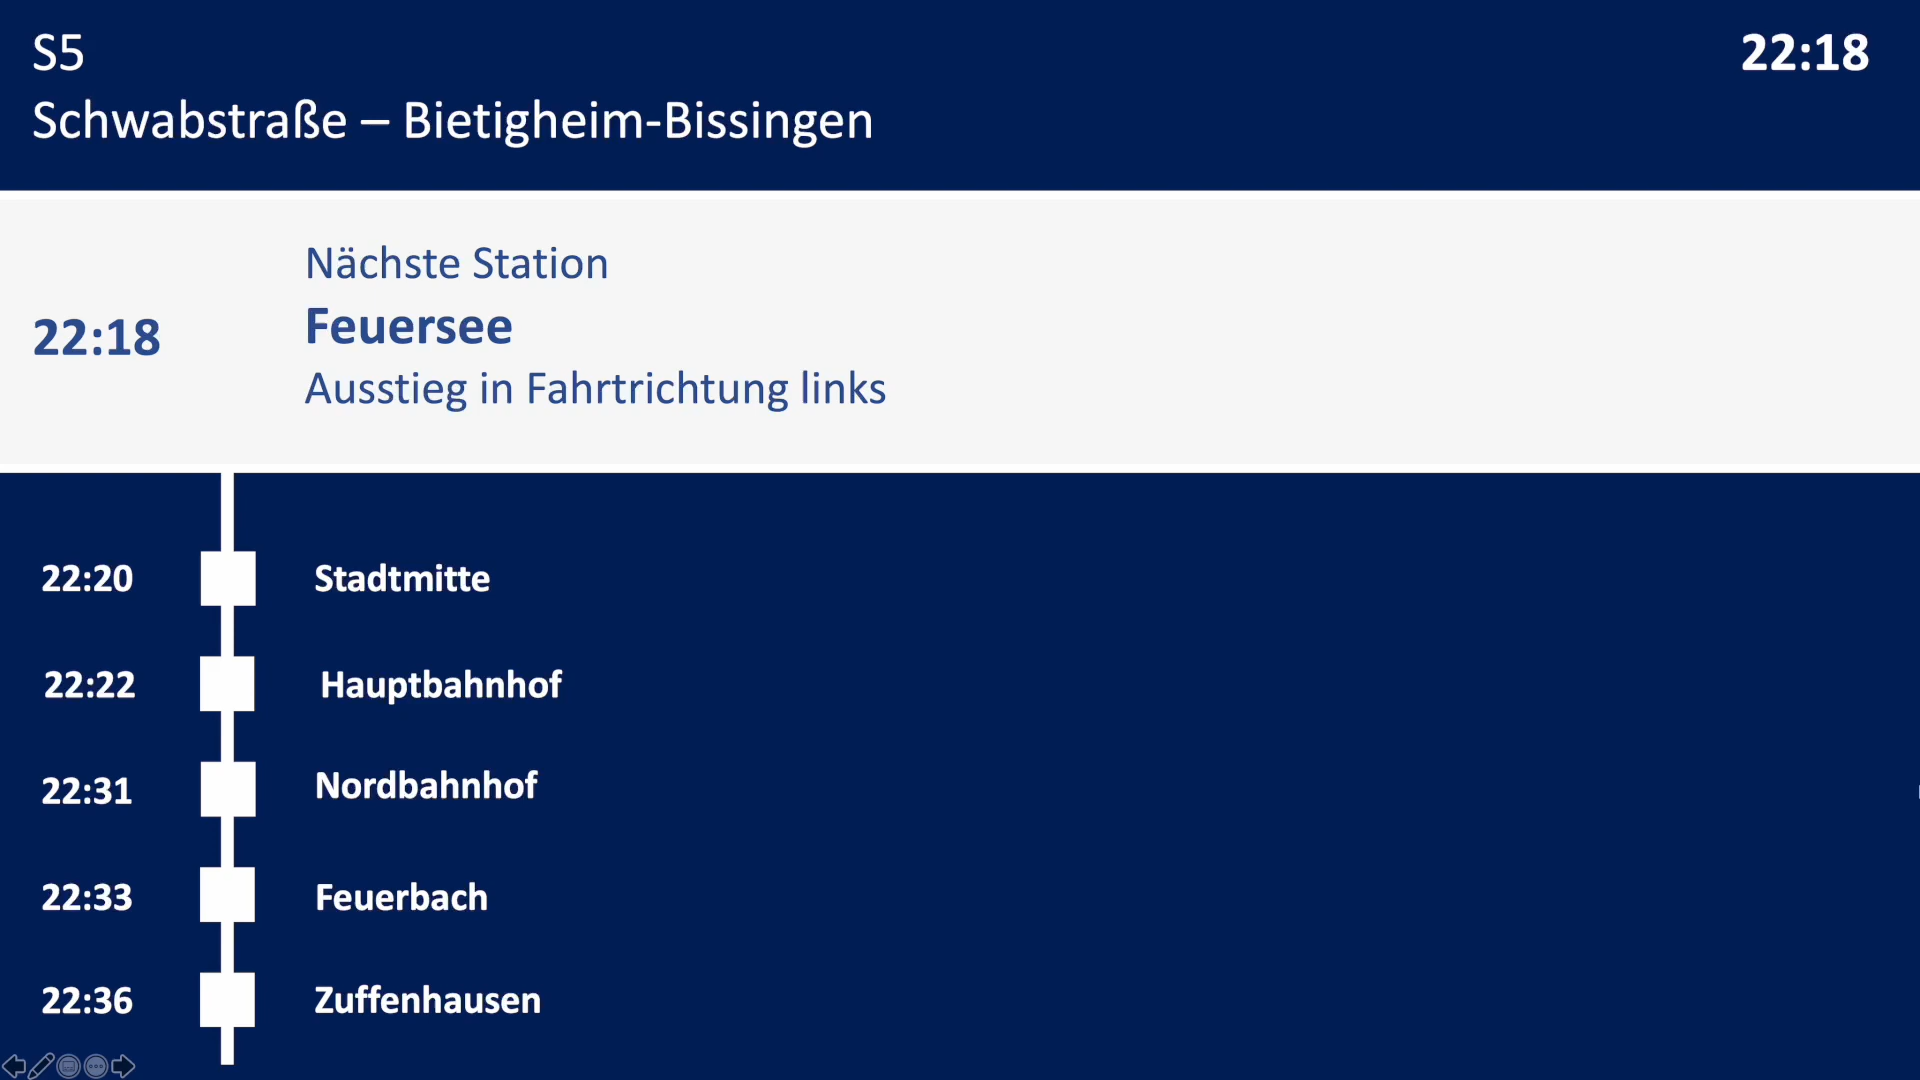 S5
22:18
Schwabstraße – Bietigheim-Bissingen
Nächste Station
22:18
Feuersee
Ausstieg in Fahrtrichtung links
22:20 Stadtmitte
22:22 Hauptbahnhof
22:31 Nordbahnhof
22:33 Feuerbach
22:36 Zuffenhausen